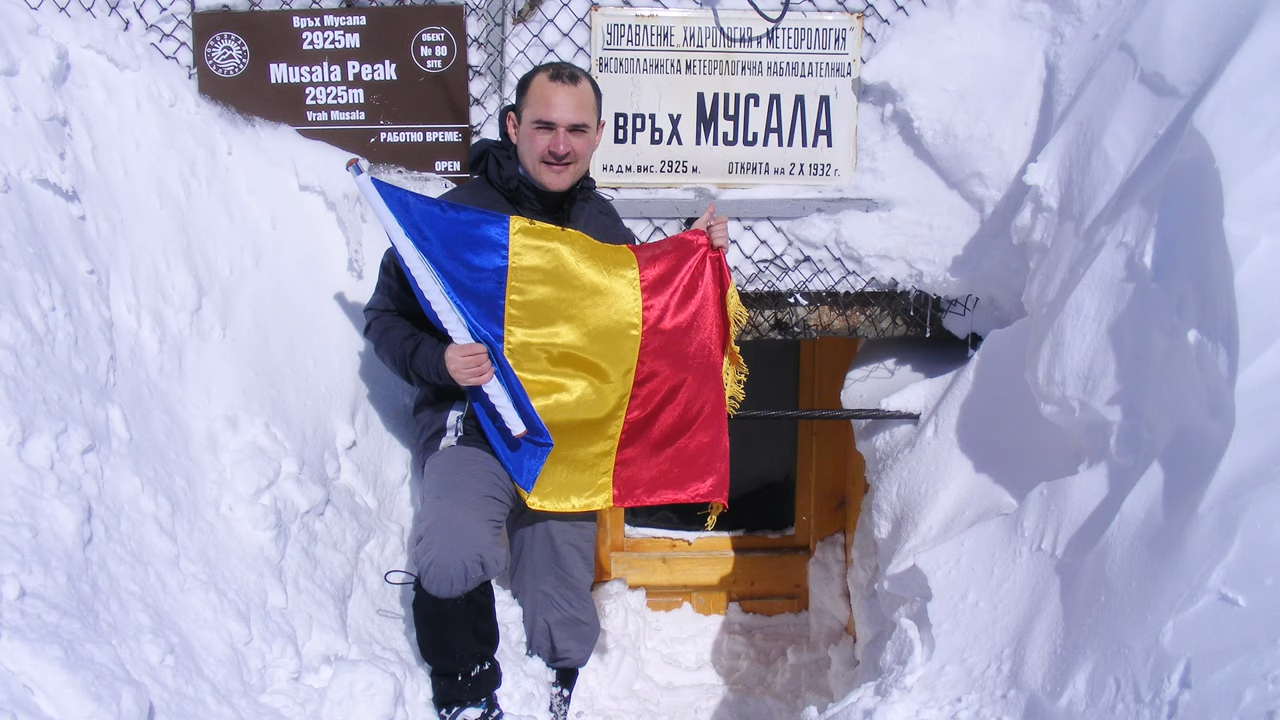 Връх Мусала
2925м
Musala Peak
2925m
Vrah Musala
ОБЕКТ
№ 80
SITE
РАБОТНО ВРЕМЕ:
OPEN
УПРАВЛЕНИЕ „ХИДРОЛОГИЯ и МЕТЕОРОЛОГИЯ"
ВИСОКОПЛАНИНСКА МЕТЕОРОЛОГИЧНА НАБЛЮДАТЕЛНИЦА
ВРЪХ МУСАЛА
НАДМ. ВИС. 2925 м. ОТКРИТА НА 2 X 1932 г.